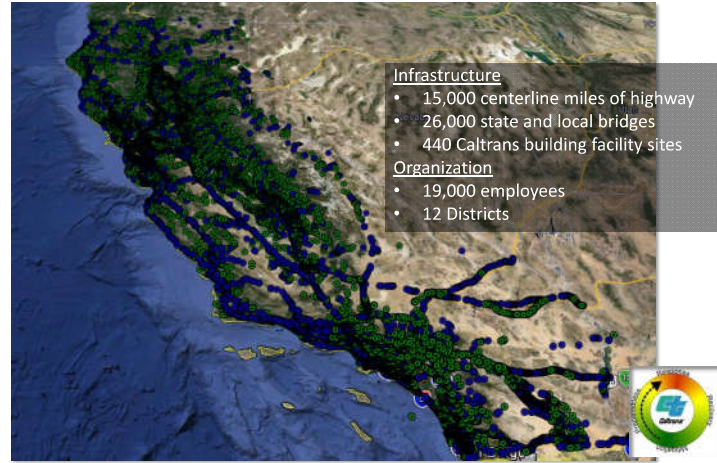 Infrastructure
• 15,000 centerline miles of highway
• 26,000 state and local bridges
• 440 Caltrans building facility sites
Organization
• 19,000 employees
• 12 Districts
Caltrans